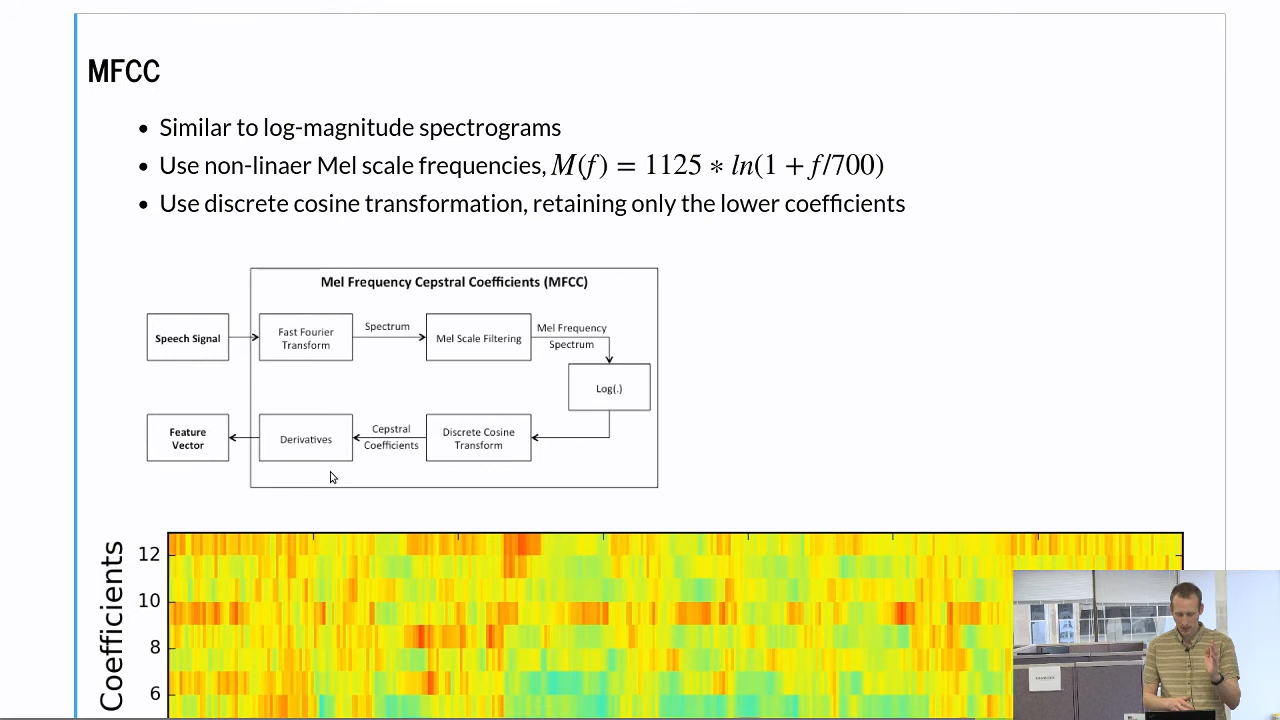 MFCC
• Similar to log-magnitude spectrograms
• Use non-linaer Mel scale frequencies, M(f) = 1125 * ln(1 + f/700)
• Use discrete cosine transformation, retaining only the lower coefficients
Mel Frequency Cepstral Coefficients (MFCC)
Speech Signal
Fast Fourier
Transform
Spectrum
Mel Scale Filtering
Mel Frequency
Spectrum
Log(.)
Discrete Cosine
Transform
Cepstral
Coefficients
Derivatives
Feature
Vector
Coefficients
12
10
8
6